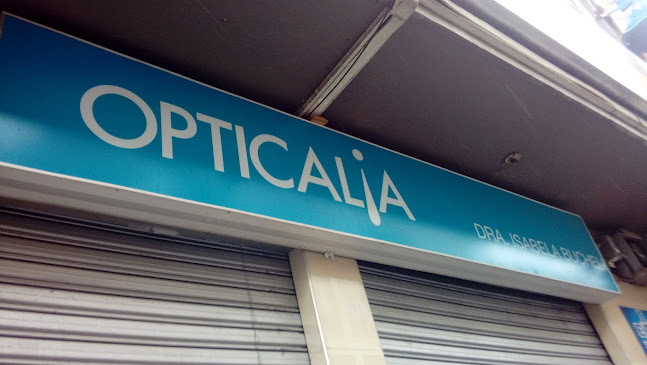 OPTICALiA
DRA. ISABELA BUCHELI